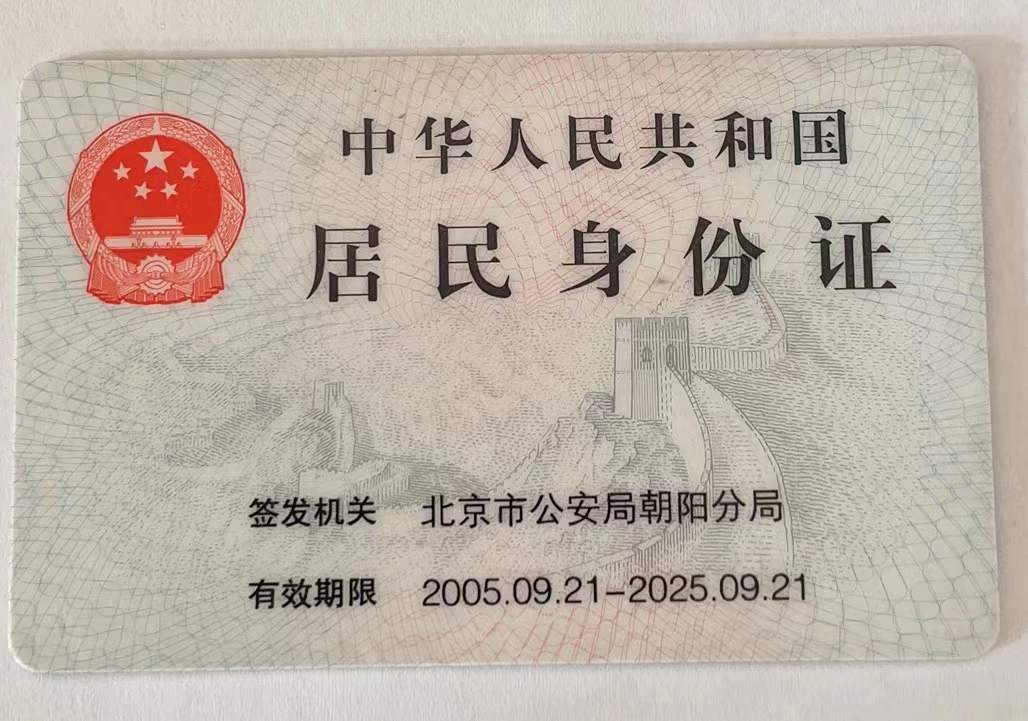 中华人民共和国
居民身份证
签发机关 北京市公安局朝阳分局
有效期限 2005.09.21-2025.09.21